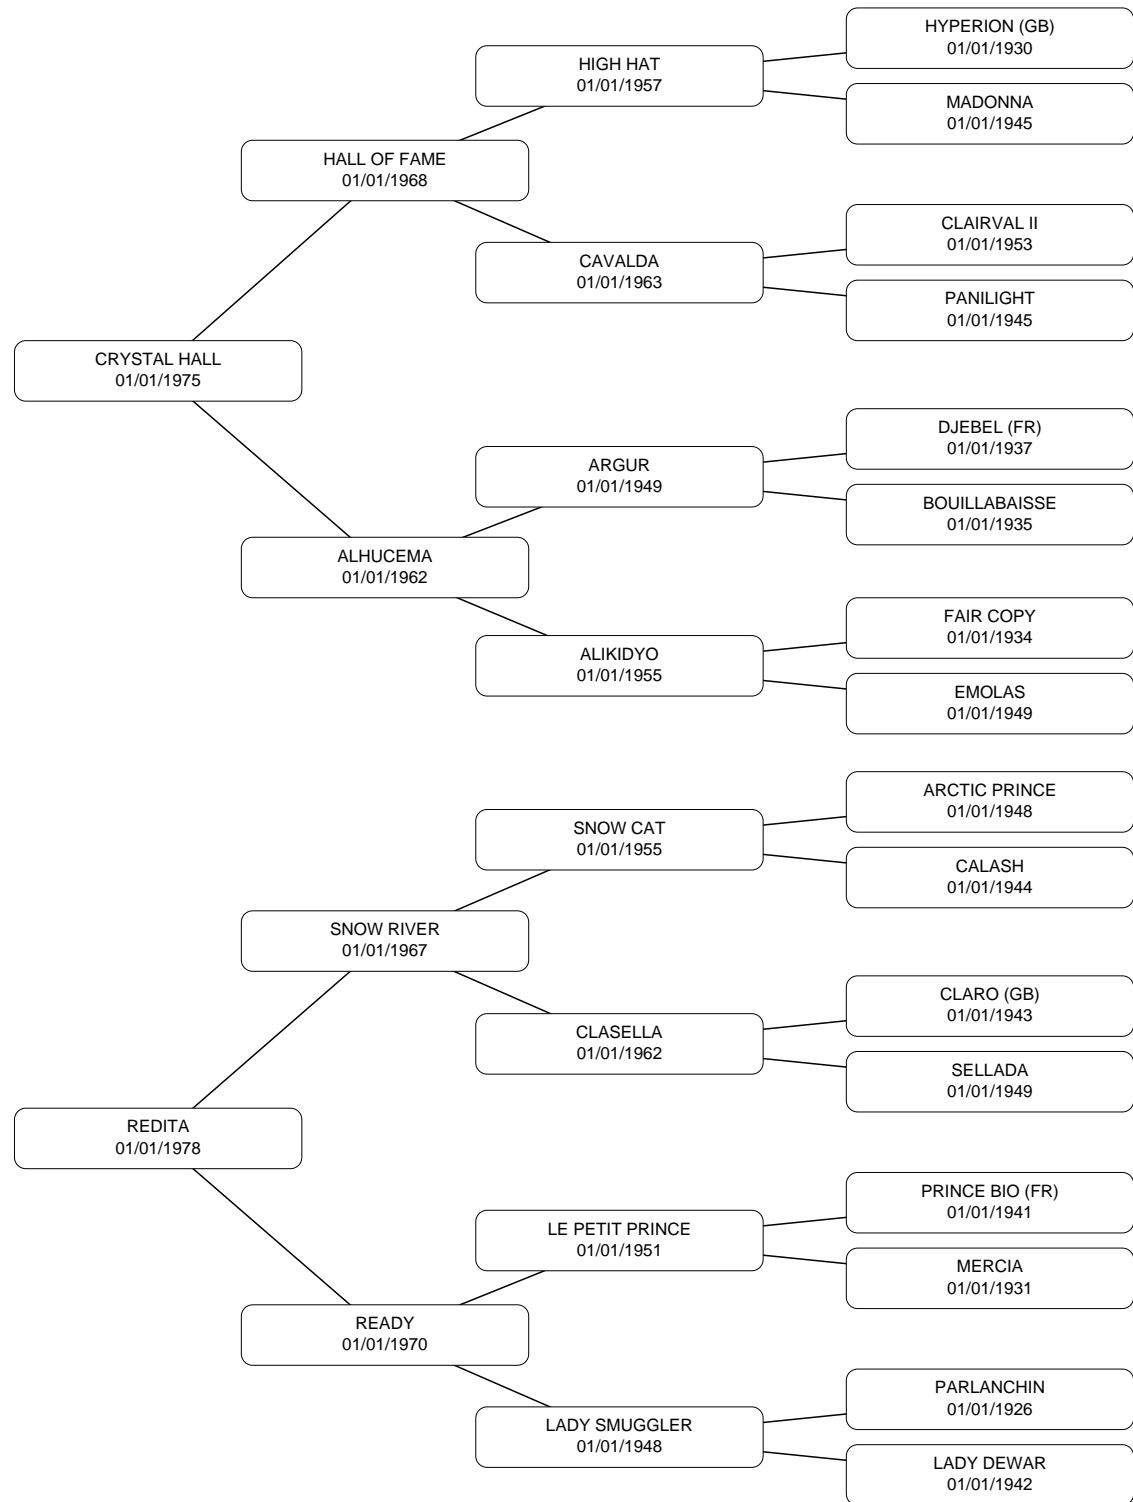 HYPERION (GB)
01/01/1930
HIGH HAT
01/01/1957
MADONNA
01/01/1945
HALL OF FAME
01/01/1968
CLAIRVAL II
01/01/1953
CAVALDA
01/01/1963
PANILIGHT
01/01/1945
CRYSTAL HALL
01/01/1975
DJEBEL (FR)
01/01/1937
ARGUR
01/01/1949
BOUILLABAISSE
01/01/1935
ALHUCEMA
01/01/1962
FAIR COPY
01/01/1934
ALIKIDYO
01/01/1955
EMOLAS
01/01/1949
ARCTIC PRINCE
01/01/1948
SNOW CAT
01/01/1955
CALASH
01/01/1944
SNOW RIVER
01/01/1967
CLARO (GB)
01/01/1943
CLASELLA
01/01/1962
SELLADA
01/01/1949
REDITA
01/01/1978
PRINCE BIO (FR)
01/01/1941
LE PETIT PRINCE
01/01/1951
MERCIA
01/01/1931
READY
01/01/1970
PARLANCHIN
01/01/1926
LADY SMUGGLER
01/01/1948
LADY DEWAR
01/01/1942